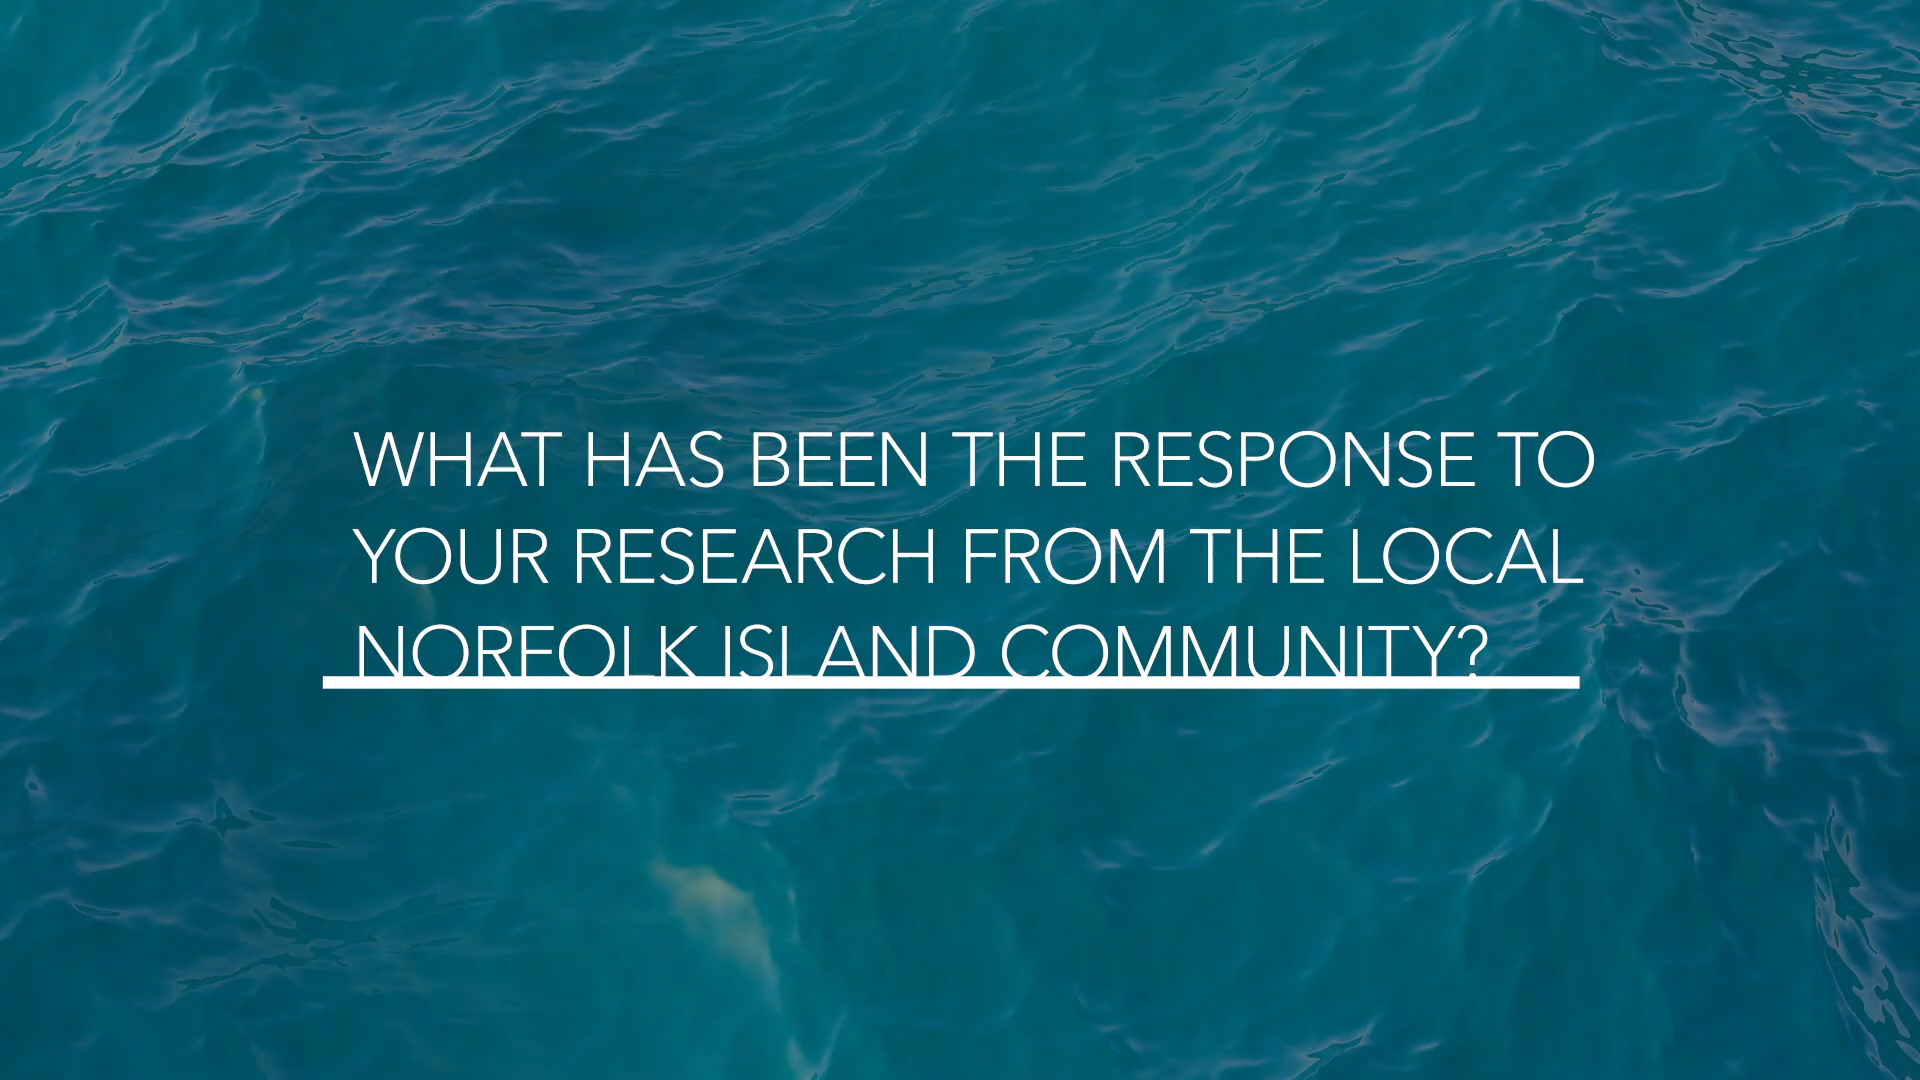 WHAT HAS BEEN THE RESPONSE TO
YOUR RESEARCH FROM THE LOCAL
NORFOLK ISLAND COMMUNITY?